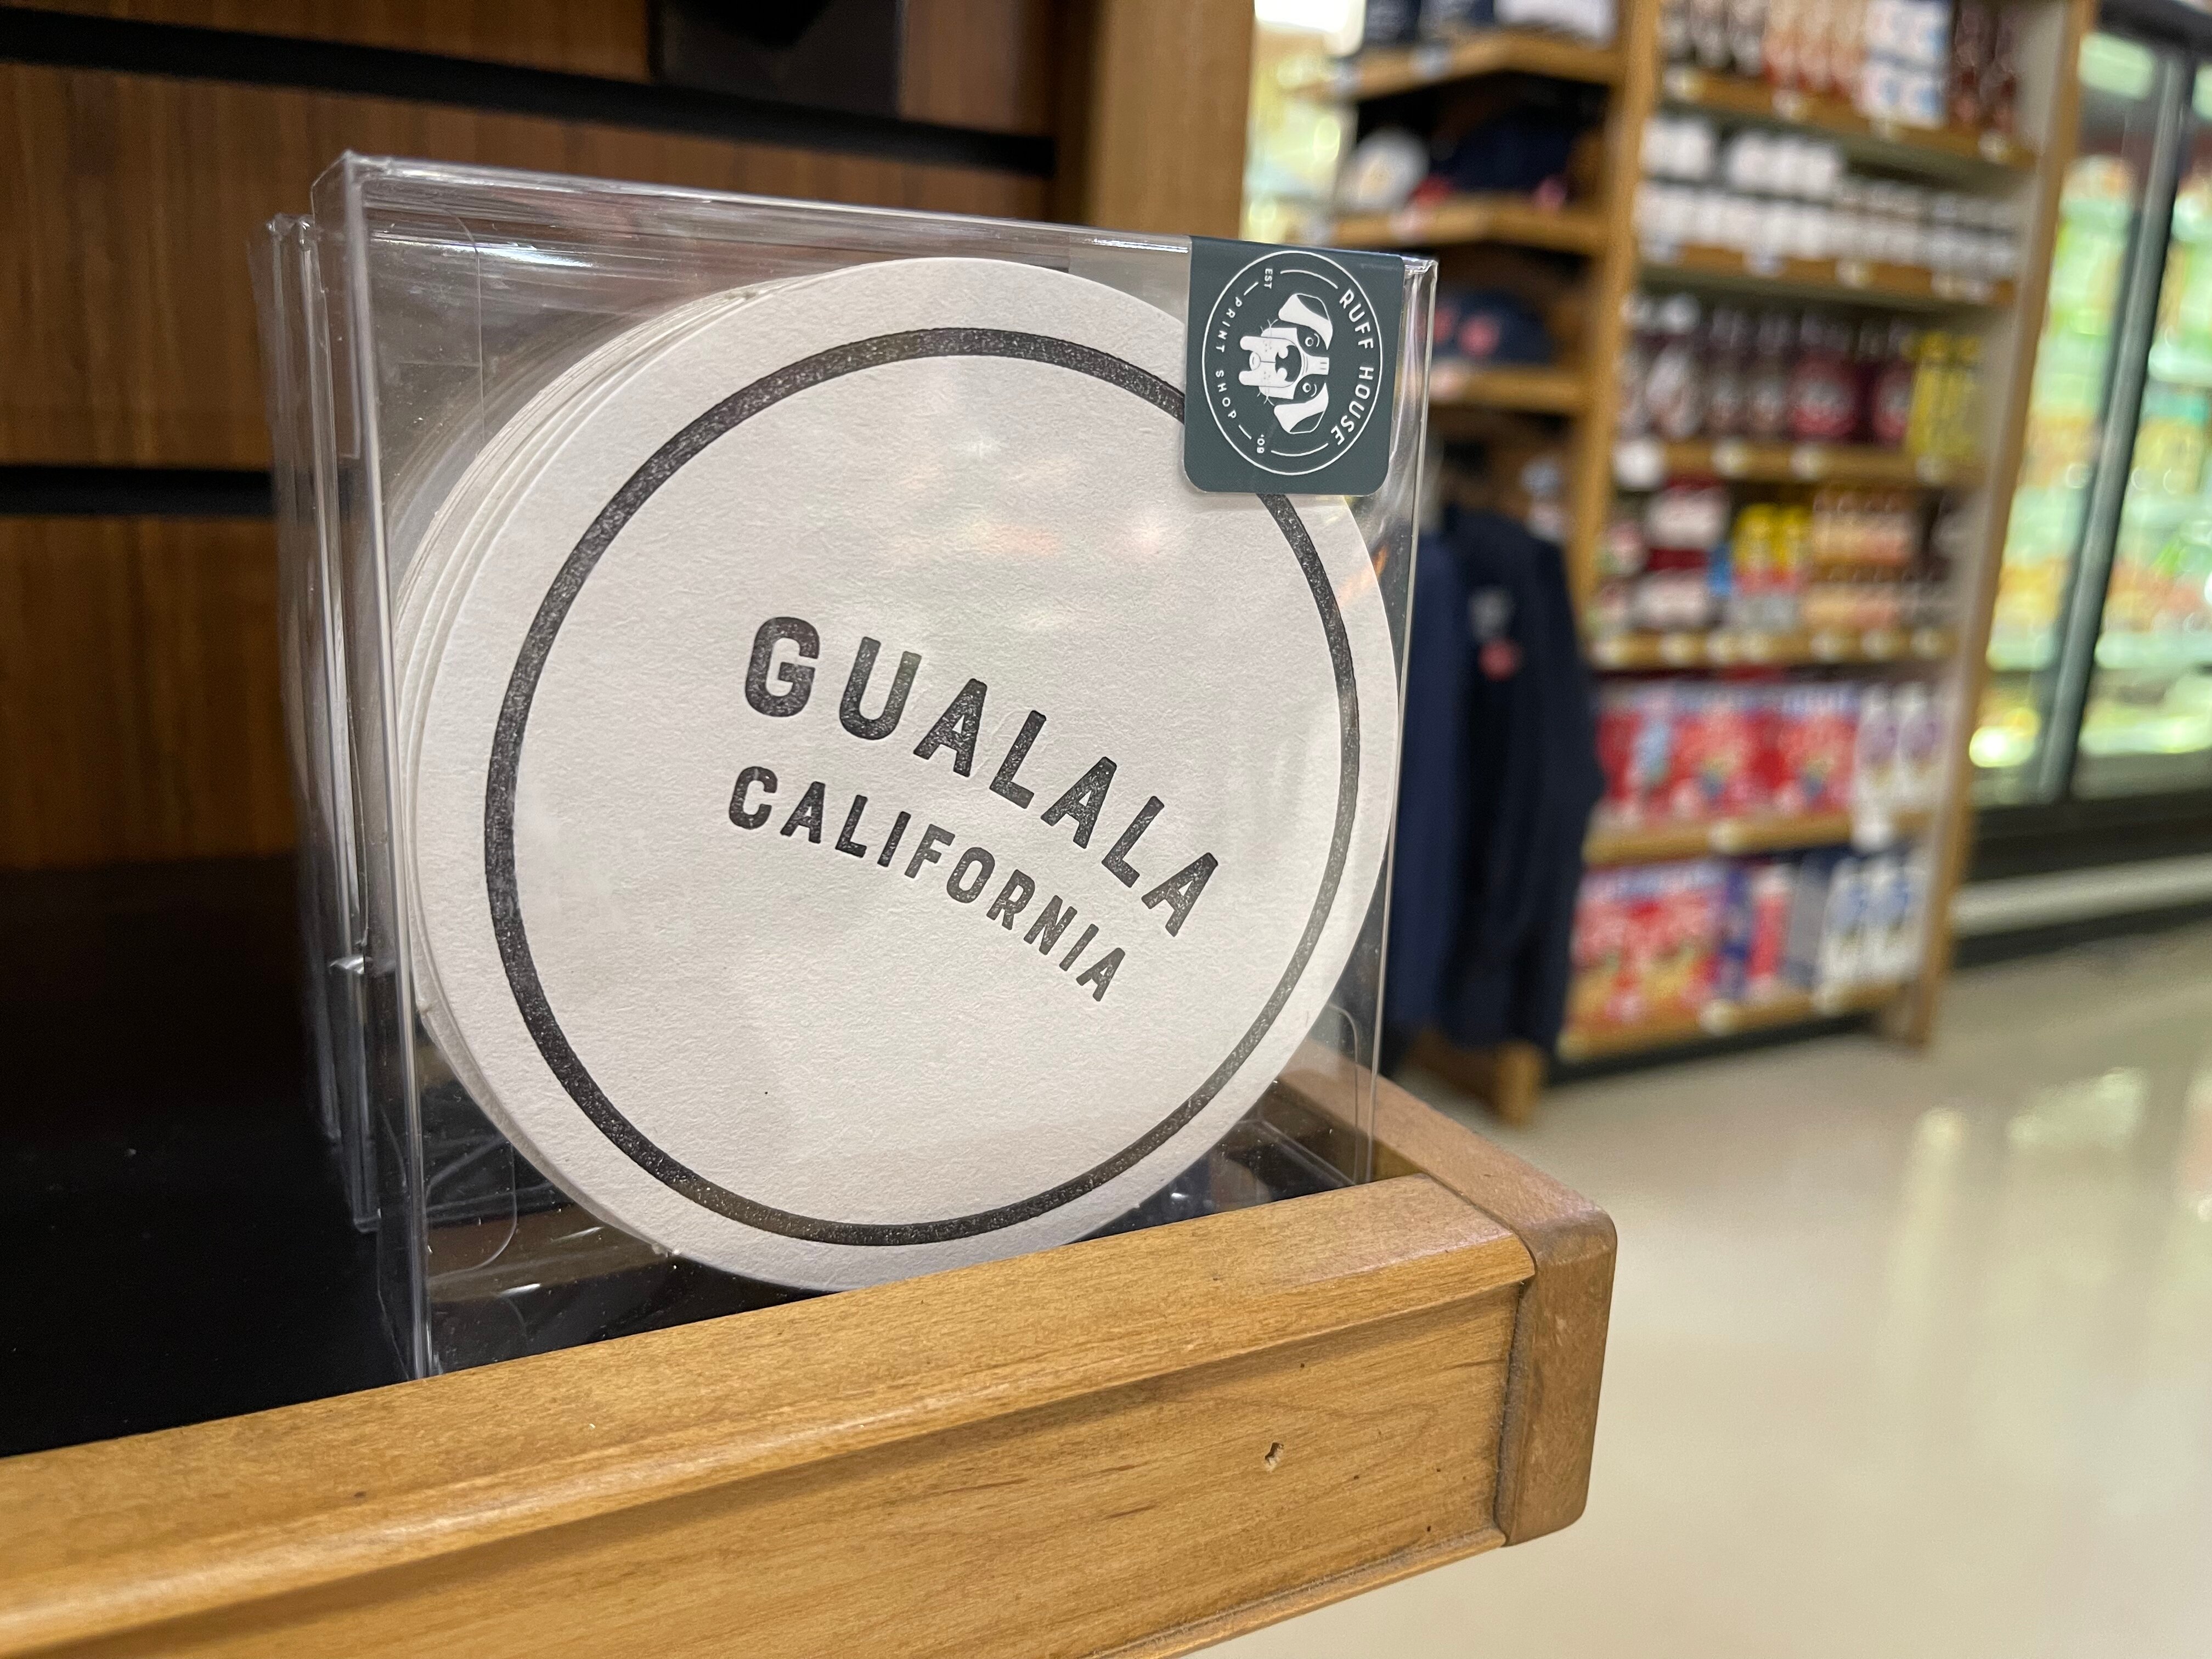 RUFF HOUSE
EST — PRINT SHOP — '09
GUALALA
CALIFORNIA